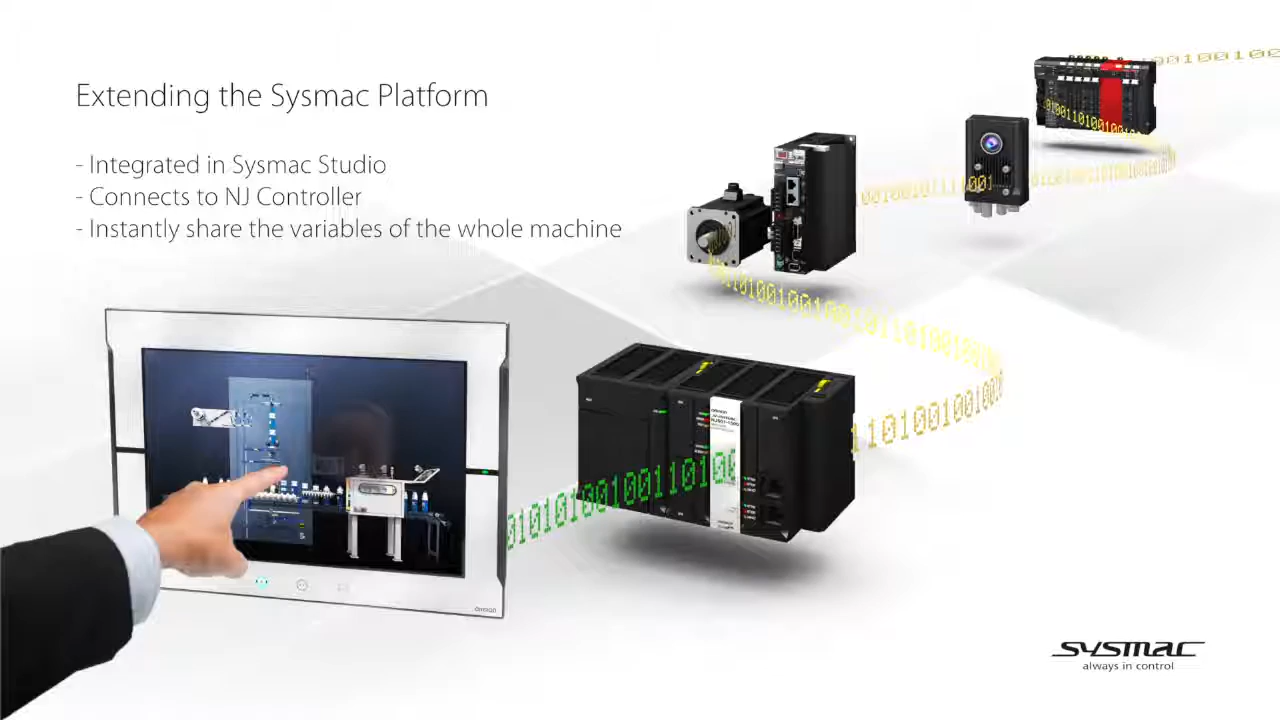 Extending the Sysmac Platform
- Integrated in Sysmac Studio
- Connects to NJ Controller
- Instantly share the variables of the whole machine
omron
sysmac
always in control